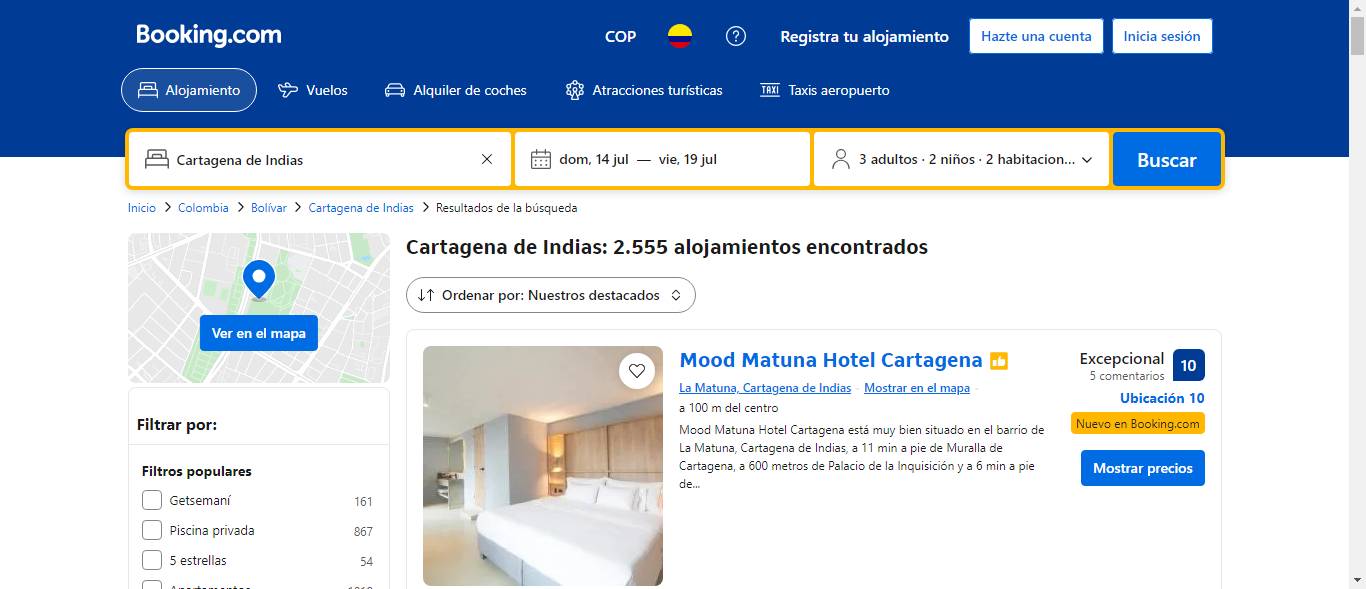 Booking.com
COP
Registra tu alojamiento
Hazte una cuenta
Inicia sesión
Alojamiento
Vuelos
Alquiler de coches
Atracciones turísticas
TAXI
Taxis aeropuerto
Cartagena de Indias
dom, 14 jul — vie, 19 jul
3 adultos · 2 niños · 2 habitacion...
Buscar
Inicio > Colombia > Bolívar > Cartagena de Indias > Resultados de la búsqueda
Ver en el mapa
Filtrar por:
Filtros populares
Getsemaní 161
Piscina privada 867
5 estrellas 54
Cartagena de Indias: 2.555 alojamientos encontrados
Ordenar por: Nuestros destacados
Mood Matuna Hotel Cartagena
La Matuna, Cartagena de Indias · Mostrar en el mapa ·
a 100 m del centro
Mood Matuna Hotel Cartagena está muy bien situado en el barrio de
La Matuna, Cartagena de Indias, a 11 min a pie de Muralla de
Cartagena, a 600 metros de Palacio de la Inquisición y a 6 min a pie
de...
Excepcional 10
5 comentarios
Ubicación 10
Nuevo en Booking.com
Mostrar precios